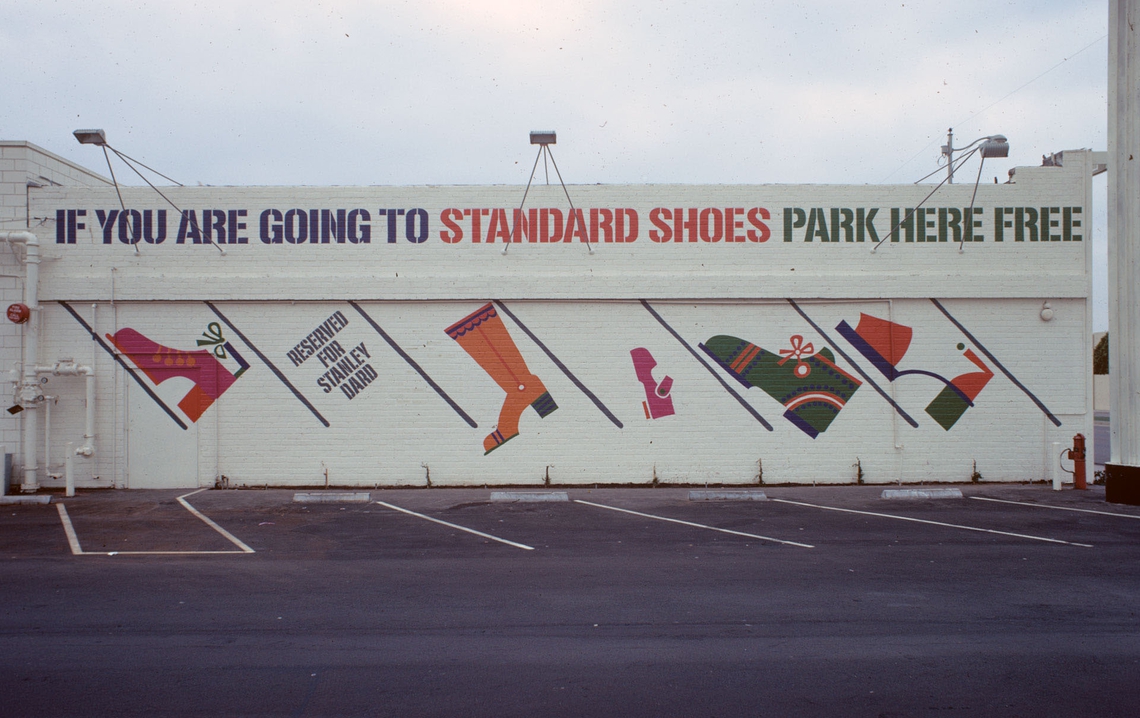 IF YOU ARE GOING TO STANDARD SHOES PARK HERE FREE
RESERVED
FOR
STANLEY
DARD